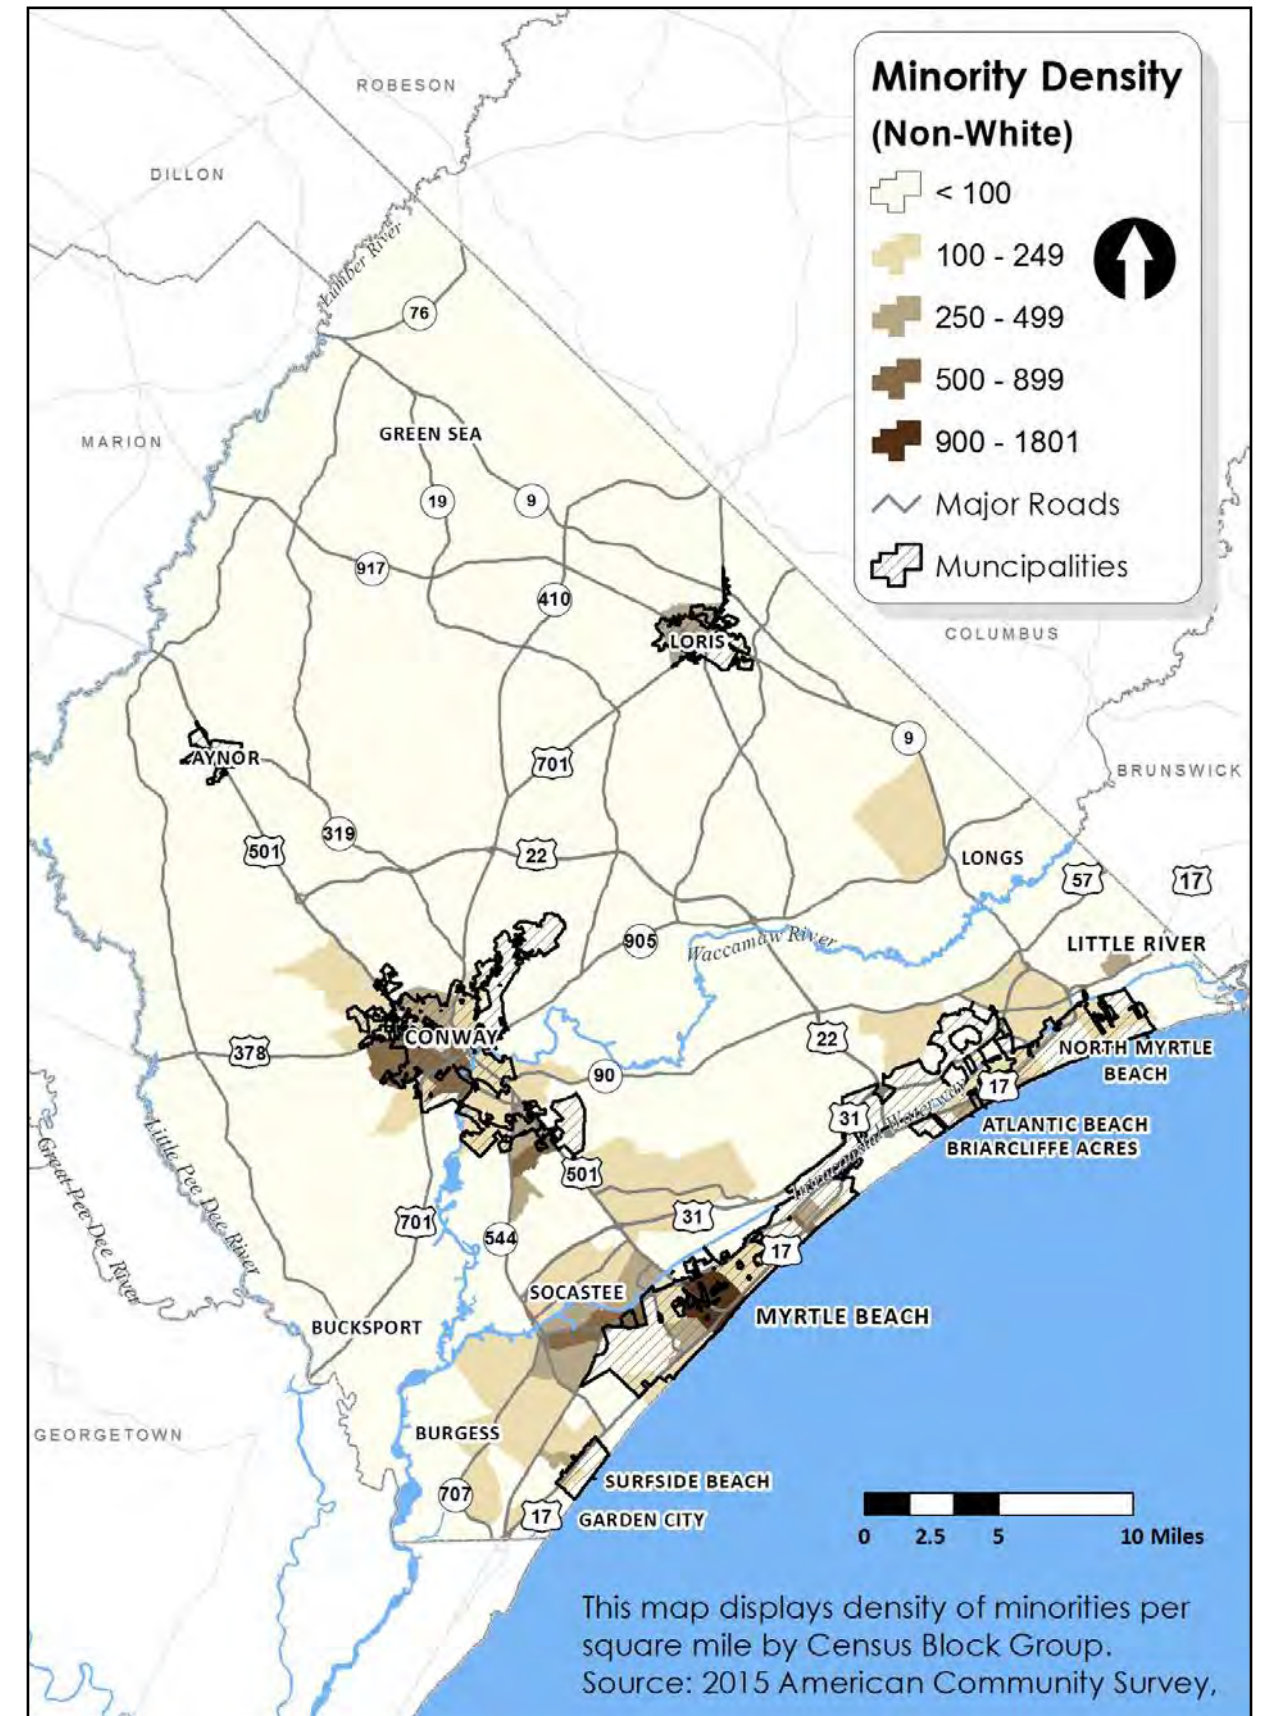 Minority Density
(Non-White)
< 100
100 - 249
250 - 499
500 - 899
900 - 1801
Major Roads
Muncipalities
ROBESON
DILLON
Lumber River
76
MARION
GREEN SEA
19
9
917
410
LORIS
COLUMBUS
9
AYNOR
701
BRUNSWICK
319
501
22
LONGS
57
17
905
Waccamaw River
LITTLE RIVER
CONWAY
378
22
90
NORTH MYRTLE
BEACH
17
31
Intracoastal Waterway
ATLANTIC BEACH
BRIARCLIFFE ACRES
Great Pee Dee River
Little Pee Dee River
501
701
31
544
17
SOCASTEE
MYRTLE BEACH
BUCKSPORT
GEORGETOWN
BURGESS
SURFSIDE BEACH
707
17
GARDEN CITY
0 2.5 5 10 Miles
This map displays density of minorities per
square mile by Census Block Group.
Source: 2015 American Community Survey,